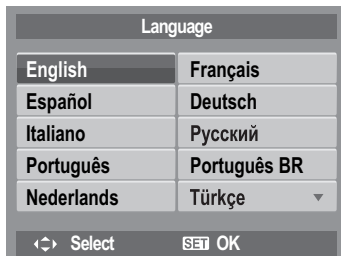 Language
English Français
Español Deutsch
Italiano Русский
Português Português BR
Nederlands Türkçe
Select SET OK